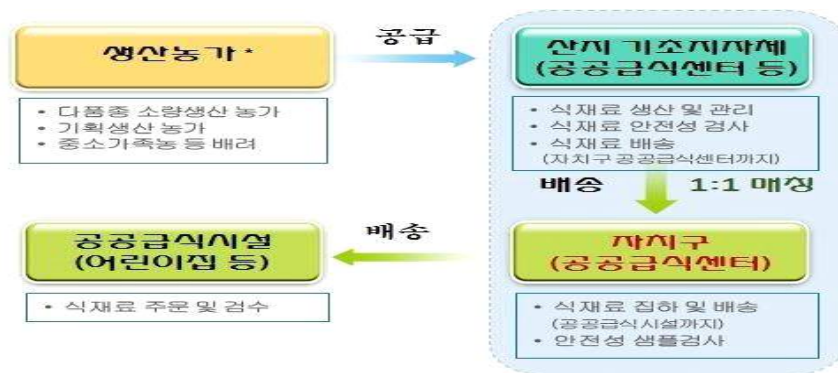 생산농가 *
• 다품종 소량생산 농가
• 기획생산 농가
• 중소가족농 등 배려
공급
산지 기초지자체
(공공급식센터 등)
• 식재료 생산 및 관리
• 식재료 안전성 검사
• 식재료 배송
(자치구 공공급식센터까지)
배송 1:1 매칭
자치구
(공공급식센터)
• 식재료 집하 및 배송
(공공급식시설까지)
• 안전성 샘플검사
배송
공공급식시설
(어린이집 등)
• 식재료 주문 및 검수